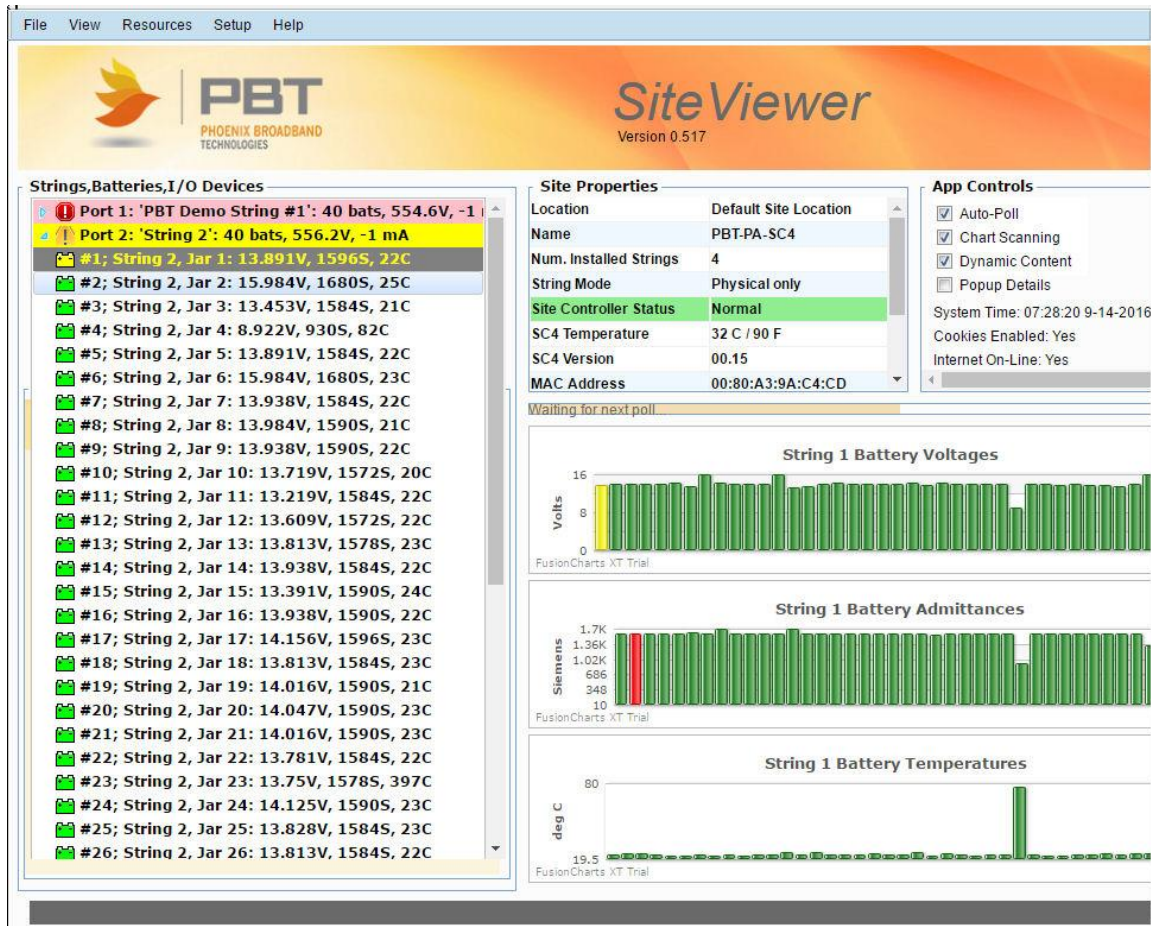 File View Resources Setup Help
PBT
PHOENIX BROADBAND
TECHNOLOGIES
SiteViewer
Version 0.517
Strings,Batteries,I/O Devices
Port 1: 'PBT Demo String #1': 40 bats, 554.6V, -1
Port 2: 'String 2': 40 bats, 556.2V, -1 mA
#1; String 2, Jar 1: 13.891V, 1596S, 22C
#2; String 2, Jar 2: 15.984V, 1680S, 25C
#3; String 2, Jar 3: 13.453V, 1584S, 21C
#4; String 2, Jar 4: 8.922V, 930S, 82C
#5; String 2, Jar 5: 13.891V, 1584S, 22C
#6; String 2, Jar 6: 15.984V, 1680S, 23C
#7; String 2, Jar 7: 13.938V, 1584S, 22C
#8; String 2, Jar 8: 13.984V, 1590S, 21C
#9; String 2, Jar 9: 13.938V, 1590S, 22C
#10; String 2, Jar 10: 13.719V, 1572S, 20C
#11; String 2, Jar 11: 13.219V, 1584S, 22C
#12; String 2, Jar 12: 13.609V, 1572S, 22C
#13; String 2, Jar 13: 13.813V, 1578S, 23C
#14; String 2, Jar 14: 13.938V, 1584S, 22C
#15; String 2, Jar 15: 13.391V, 1590S, 24C
#16; String 2, Jar 16: 13.938V, 1590S, 22C
#17; String 2, Jar 17: 14.156V, 1596S, 23C
#18; String 2, Jar 18: 13.813V, 1584S, 23C
#19; String 2, Jar 19: 14.016V, 1590S, 21C
#20; String 2, Jar 20: 14.047V, 1590S, 23C
#21; String 2, Jar 21: 14.016V, 1590S, 23C
#22; String 2, Jar 22: 13.781V, 1584S, 22C
#23; String 2, Jar 23: 13.75V, 1578S, 397C
#24; String 2, Jar 24: 14.125V, 1590S, 23C
#25; String 2, Jar 25: 13.828V, 1584S, 23C
#26; String 2, Jar 26: 13.813V, 1584S, 22C
Site Properties
Location Default Site Location
Name PBT-PA-SC4
Num. Installed Strings 4
String Mode Physical only
Site Controller Status Normal
SC4 Temperature 32 C / 90 F
SC4 Version 00.15
MAC Address 00:80:A3:9A:C4:CD
App Controls
Auto-Poll
Chart Scanning
Dynamic Content
Popup Details
System Time: 07:28:20 9-14-2016
Cookies Enabled: Yes
Internet On-Line: Yes
Waiting for next poll...
String 1 Battery Voltages
16
8
0
Volts
FusionCharts XT Trial
String 1 Battery Admittances
1.7K
1.36K
1.02K
686
348
10
Siemens
FusionCharts XT Trial
String 1 Battery Temperatures
80
19.5
deg C
FusionCharts XT Trial